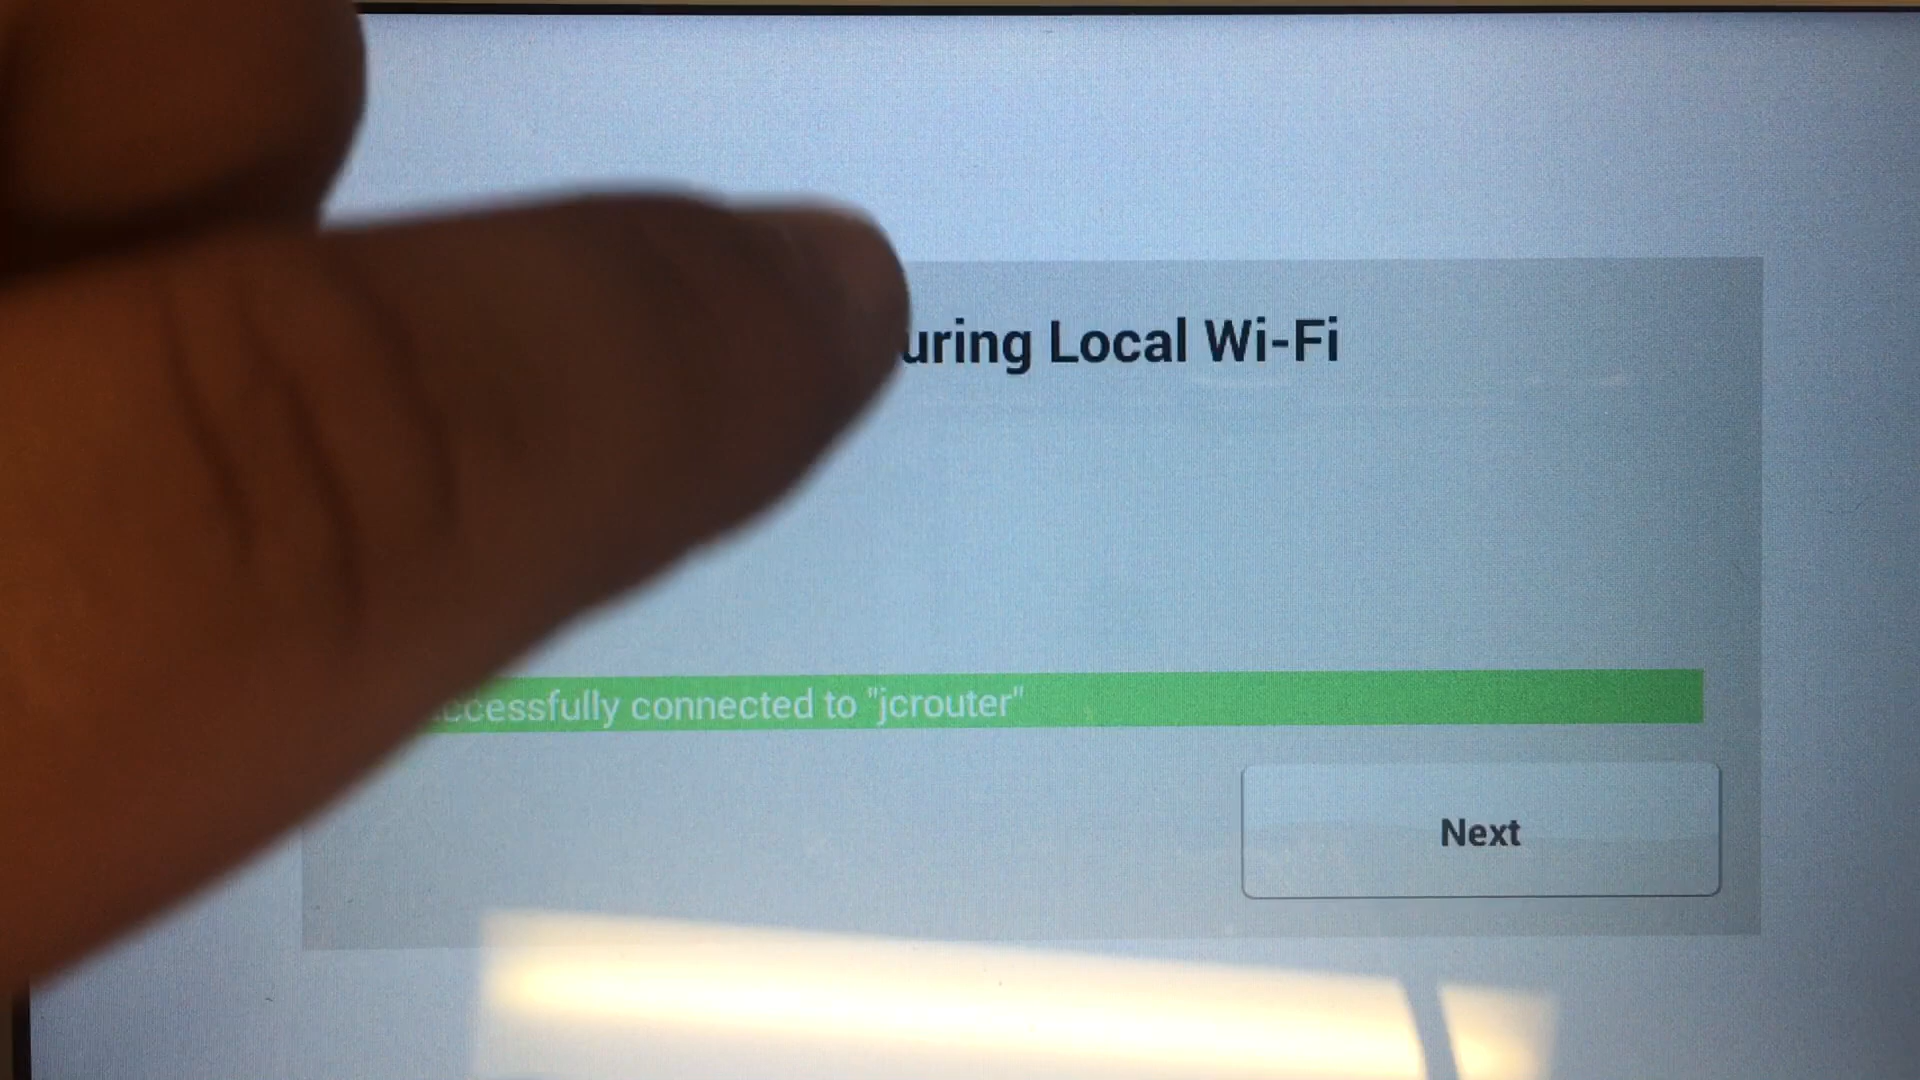 uring Local Wi-Fi
ccessfully connected to "jcrouter"
Next